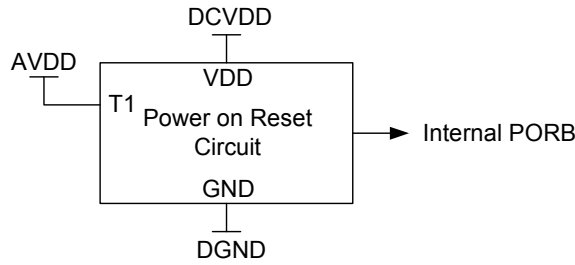 DCVDD
AVDD
VDD
T1
Power on Reset
Circuit
Internal PORB
GND
DGND